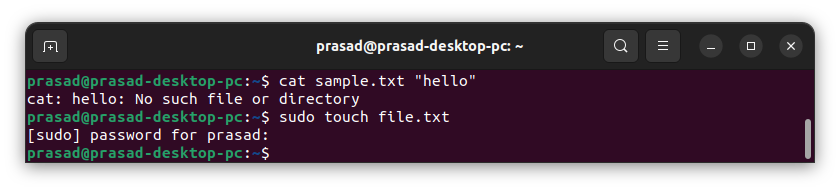 prasad@prasad-desktop-pc: ~
prasad@prasad-desktop-pc:~$ cat sample.txt "hello"
cat: hello: No such file or directory
prasad@prasad-desktop-pc:~$ sudo touch file.txt
[sudo] password for prasad:
prasad@prasad-desktop-pc:~$